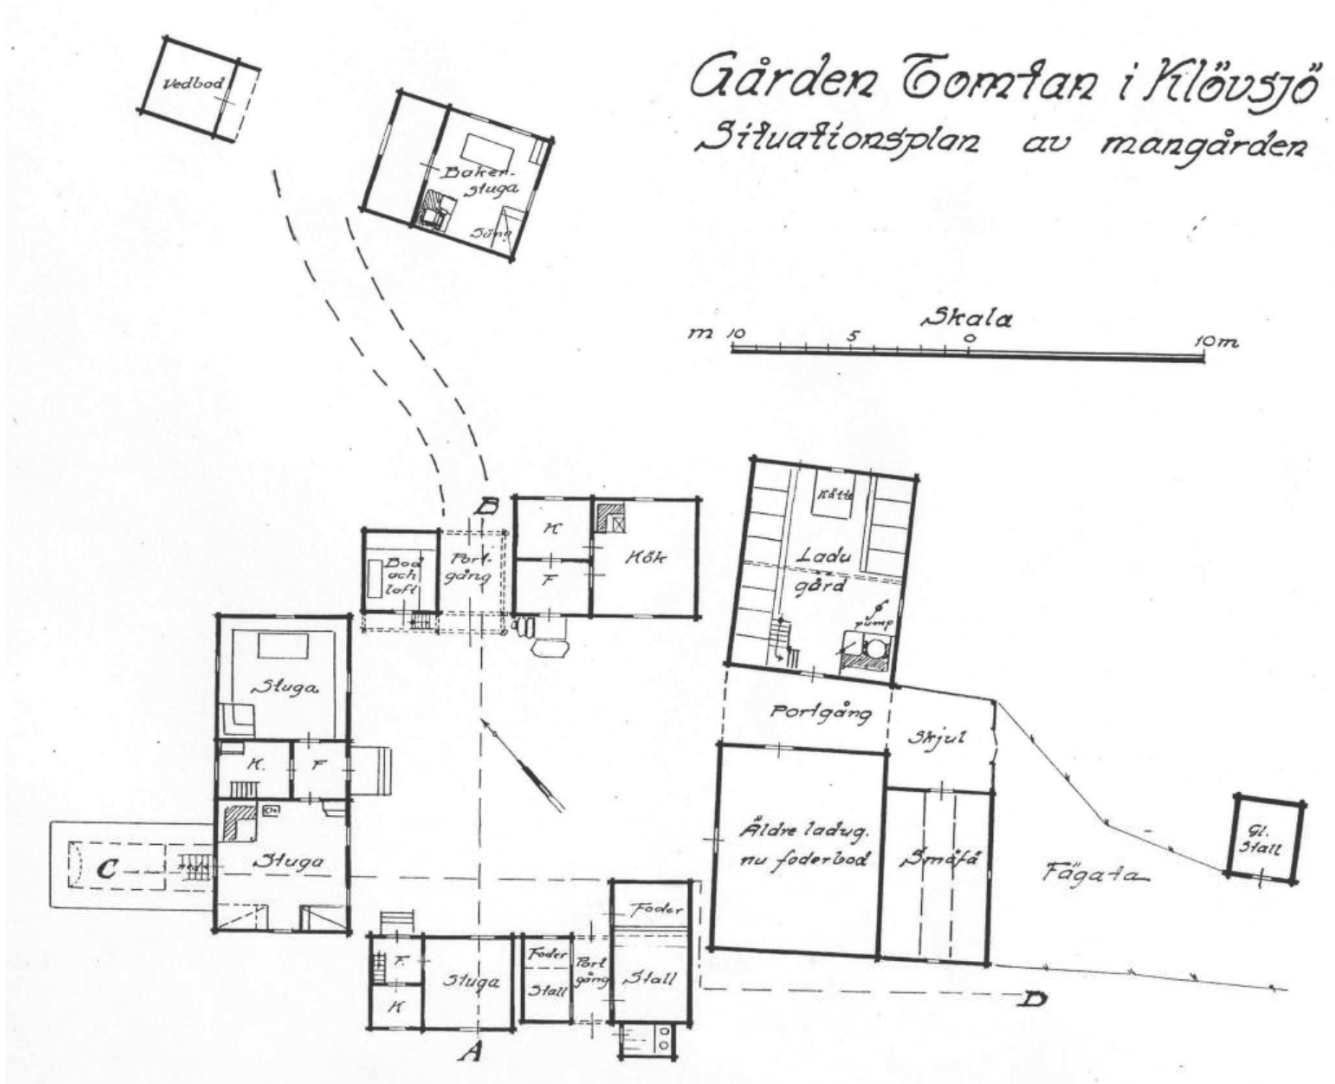 Gården Tomtan i Klövsjö
Situationsplan av mangården
Vedbod
Baker-
stuga
Säng
Skala
m 10 5 0 10 m
B
K
F
Kök
Bod
och
loft
Port-
gång
Kätte
Ladu
gård
pump
Stuga
K.
F
Portgång
Skjul
C
Stuga
Äldre ladug.
nu foderbod
Småfä
Fägata
Gl.
Stall
Foder
F.
K
Stuga
Foder
Stall
Port
gång
Stall
A
D